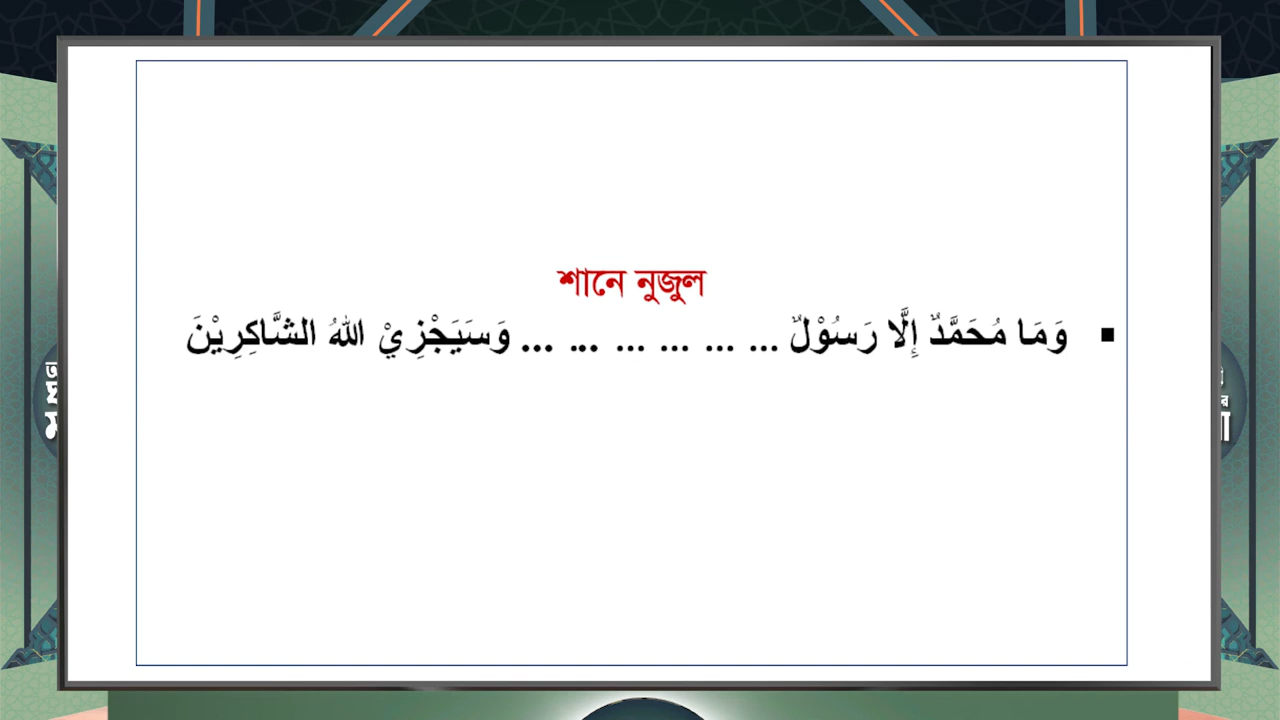 শানে নুজুল
▪ وَمَا مُحَمَّدٌ إِلَّا رَسُوْلٌ ... ... ... ... ... ... وَسَيَجْزِيْ اللهُ الشَّاكِرِيْنَ